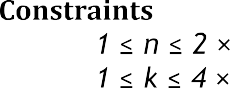 Constraints
1 ≤ n ≤ 2 ×
1 ≤ k ≤ 4 ×